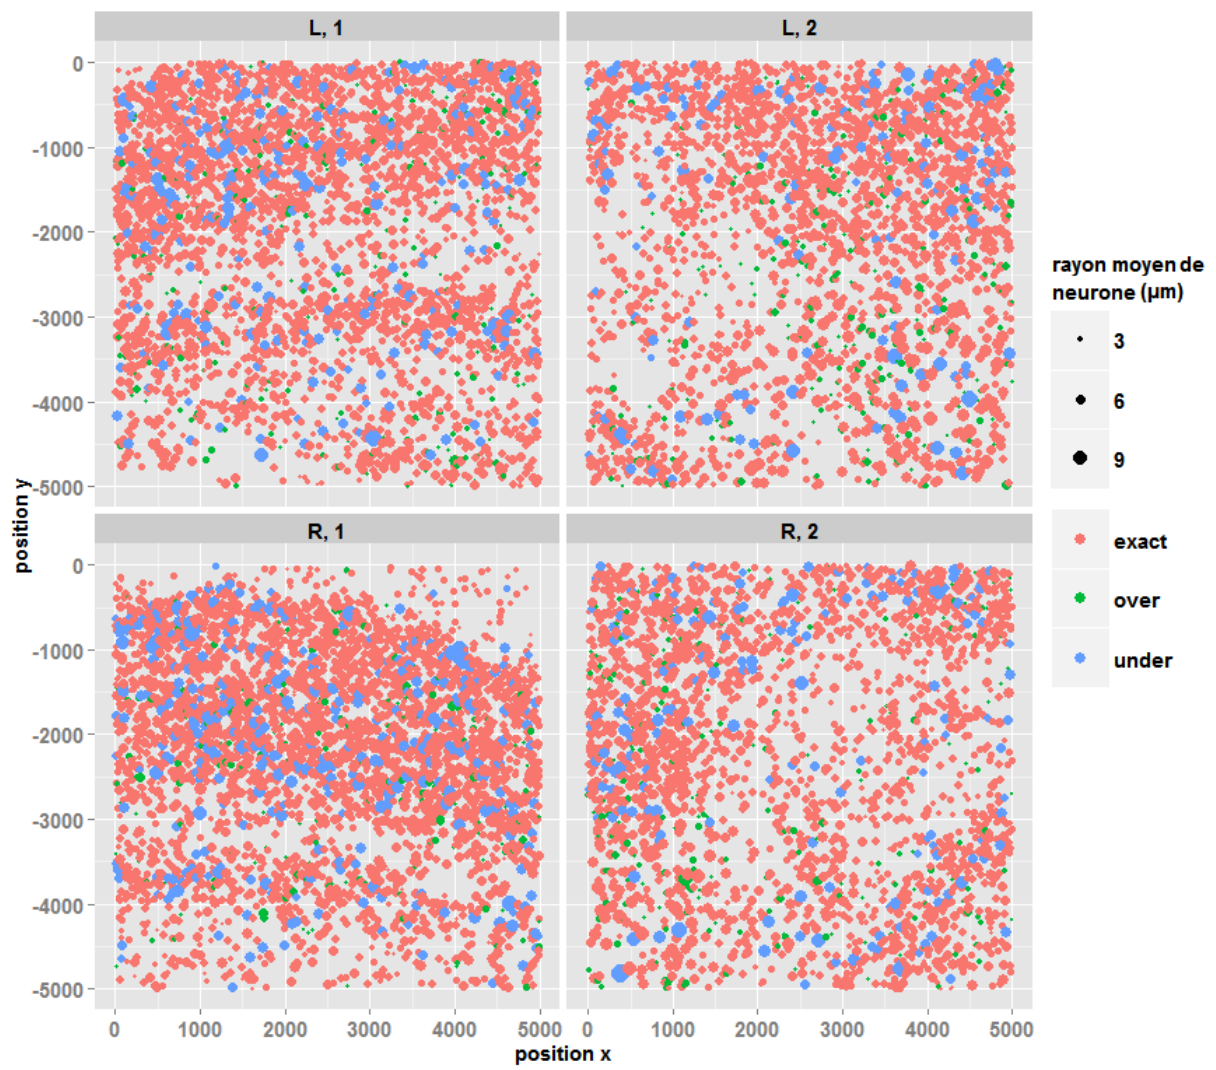 L, 1
L, 2
0
-1000
-2000
-3000
-4000
-5000
R, 1
R, 2
0
-1000
-2000
-3000
-4000
-5000
0 1000 2000 3000 4000 5000
0 1000 2000 3000 4000 5000
position x
position y
rayon moyen de
neurone (µm)
3
6
9
exact
over
under